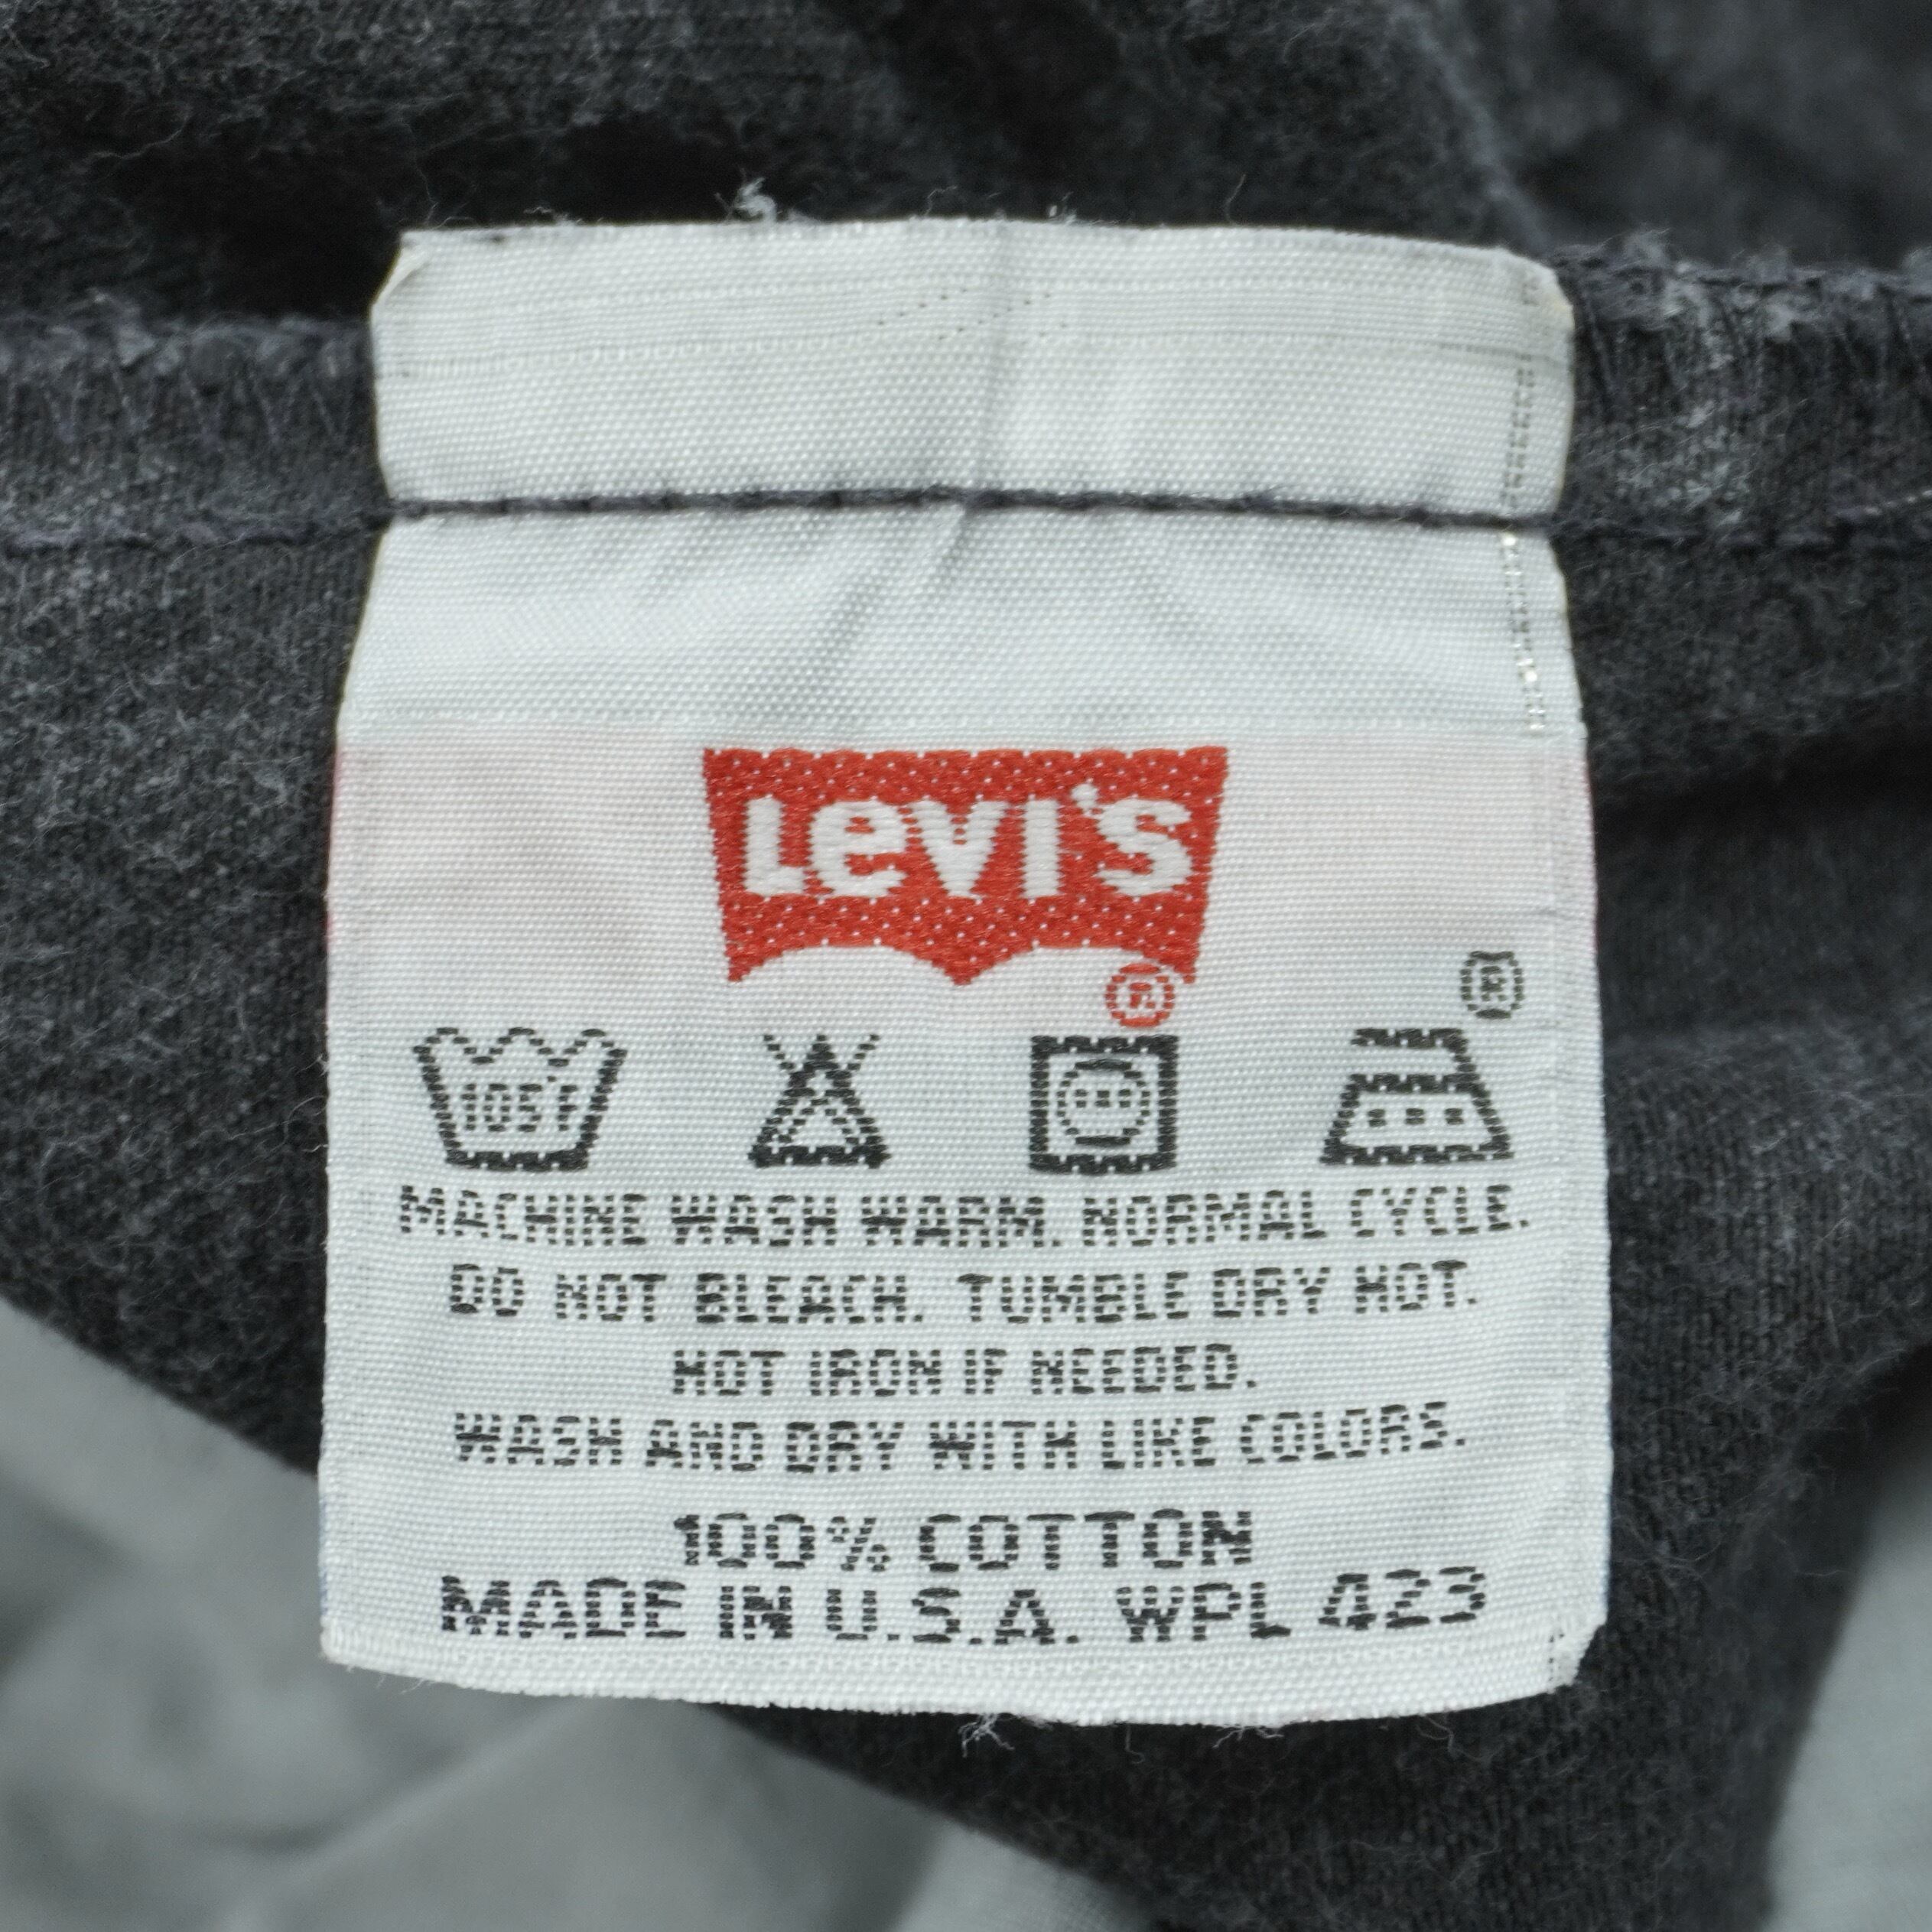 LEVI'S
®
®
105°F
MACHINE WASH WARM. NORMAL CYCLE.
DO NOT BLEACH. TUMBLE DRY HOT.
HOT IRON IF NEEDED.
WASH AND DRY WITH LIKE COLORS.
100% COTTON
MADE IN U.S.A. WPL 423